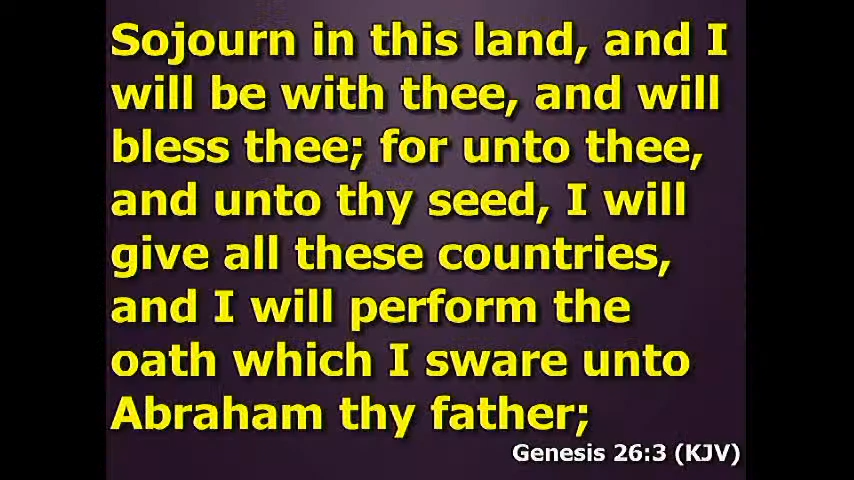 Sojourn in this land, and I
will be with thee, and will
bless thee; for unto thee,
and unto thy seed, I will
give all these countries,
and I will perform the
oath which I sware unto
Abraham thy father;
Genesis 26:3 (KJV)